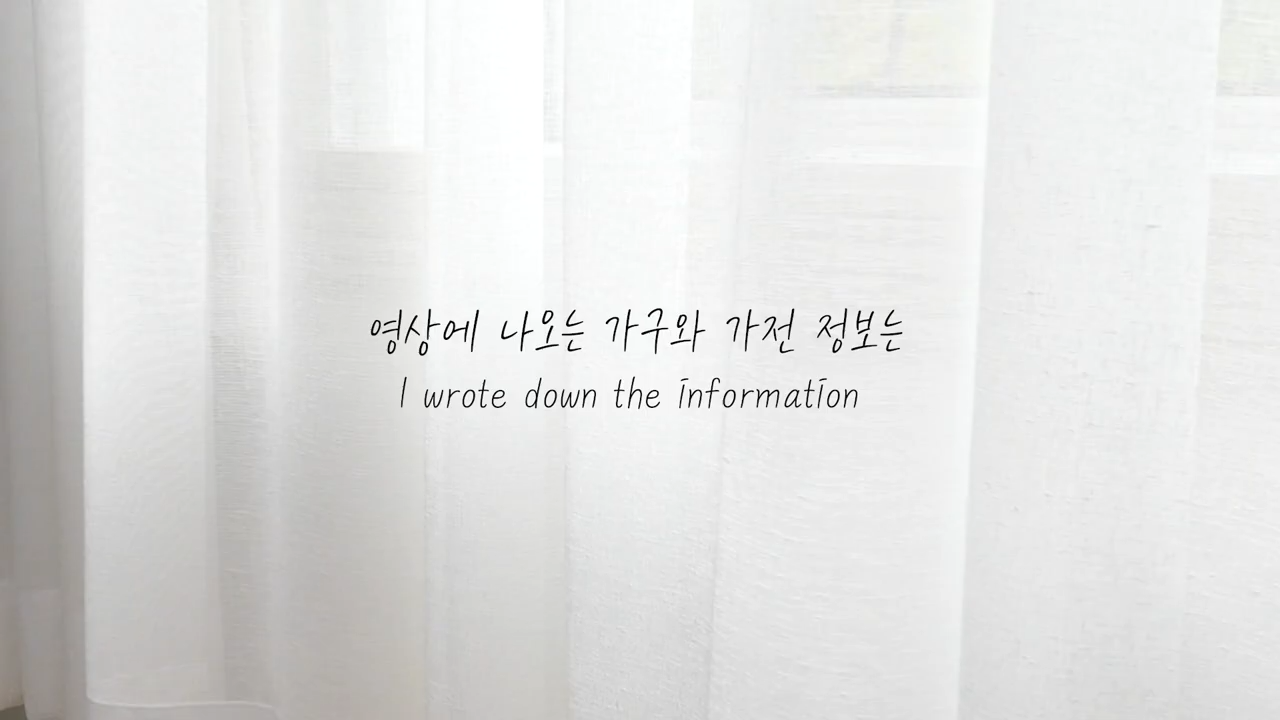 영상에 나오는 가구와 가전 정보는
I wrote down the information